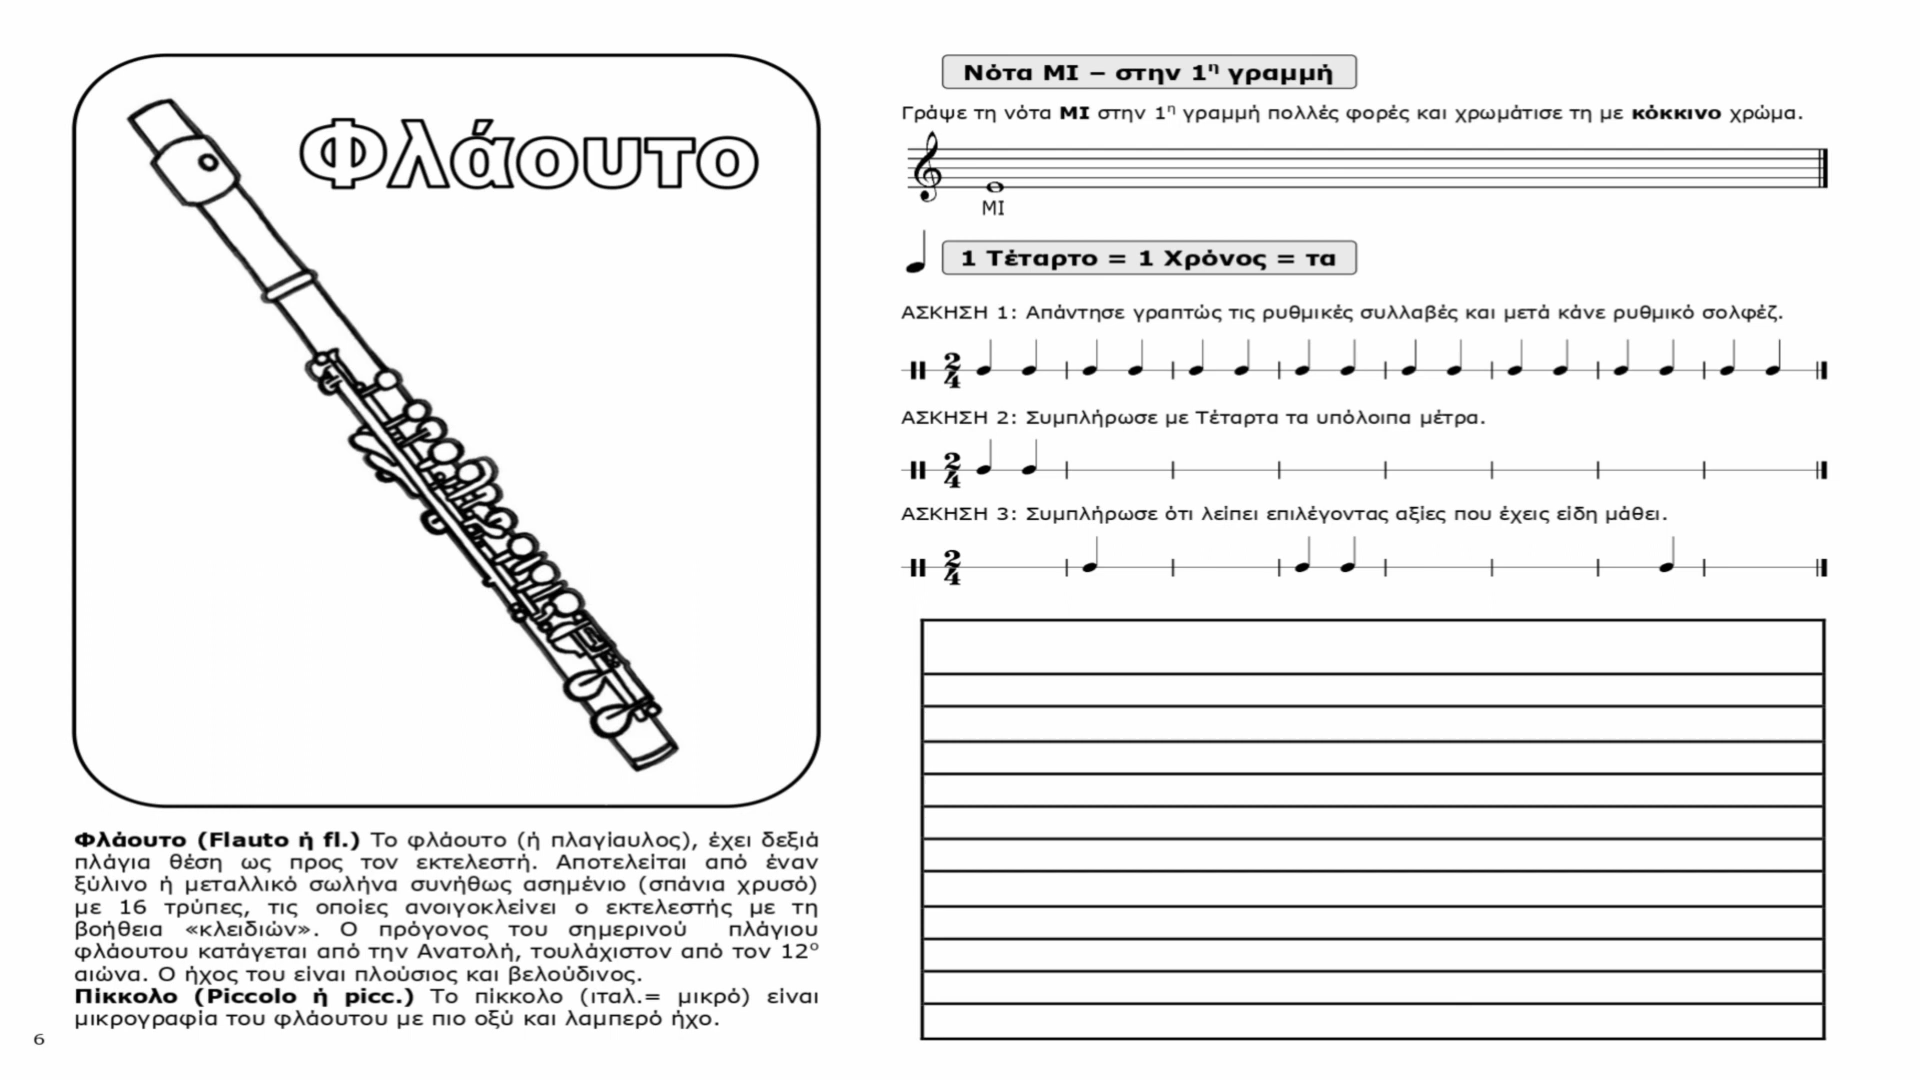 Φλάουτο
Φλάουτο (Flauto ή fl.) Το φλάουτο (ή πλαγίαυλος), έχει δεξιά
πλάγια θέση ως προς τον εκτελεστή. Αποτελείται από έναν
ξύλινο ή μεταλλικό σωλήνα συνήθως ασημένιο (σπάνια χρυσό)
με 16 τρύπες, τις οποίες ανοιγοκλείνει ο εκτελεστής με τη
βοήθεια «κλειδιών». Ο πρόγονος του σημερινού πλάγιου
φλάουτου κατάγεται από την Ανατολή, τουλάχιστον από τον 12ο
αιώνα. Ο ήχος του είναι πλούσιος και βελούδινος.
Πίκκολο (Piccolo ή picc.) Το πίκκολο (ιταλ.= μικρό) είναι
μικρογραφία του φλάουτου με πιο οξύ και λαμπερό ήχο.
6
Νότα ΜΙ – στην 1η γραμμή
Γράψε τη νότα ΜΙ στην 1η γραμμή πολλές φορές και χρωμάτισε τη με κόκκινο χρώμα.
ΜΙ
1 Τέταρτο = 1 Χρόνος = τα
ΑΣΚΗΣΗ 1: Απάντησε γραπτώς τις ρυθμικές συλλαβές και μετά κάνε ρυθμικό σολφέζ.
2
4
ΑΣΚΗΣΗ 2: Συμπλήρωσε με Τέταρτα τα υπόλοιπα μέτρα.
2
4
ΑΣΚΗΣΗ 3: Συμπλήρωσε ότι λείπει επιλέγοντας αξίες που έχεις είδη μάθει.
2
4